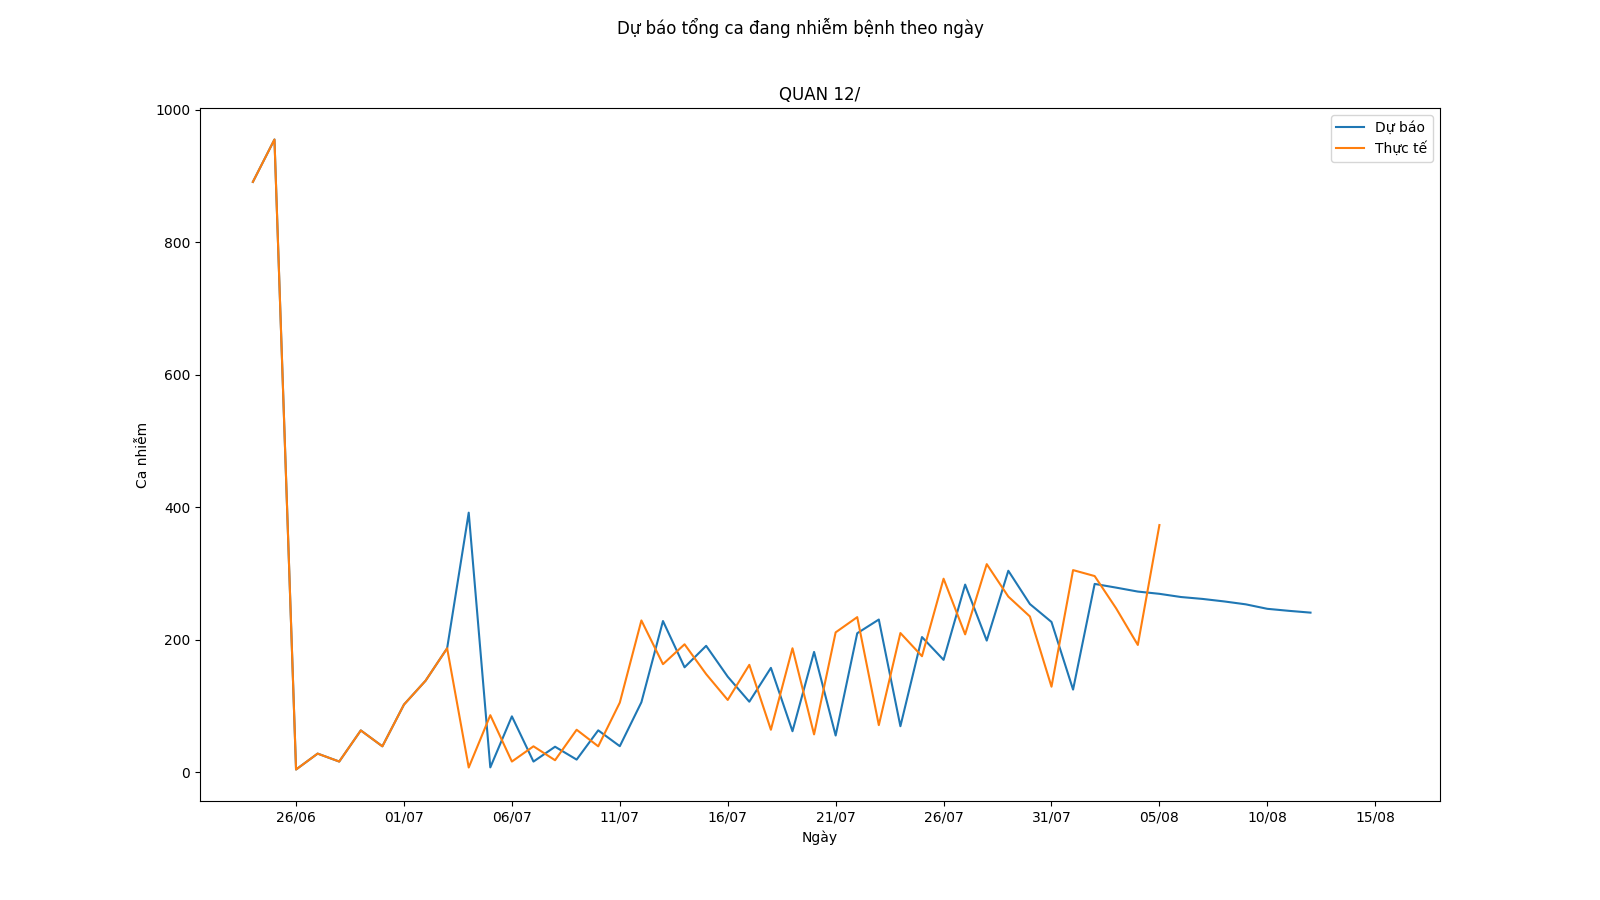 Dự báo tổng ca đang nhiễm bệnh theo ngày
QUAN 12/
Dự báo
Thực tế
1000
800
600
400
200
0
Ca nhiễm
26/06
01/07
06/07
11/07
16/07
21/07
26/07
31/07
05/08
10/08
15/08
Ngày